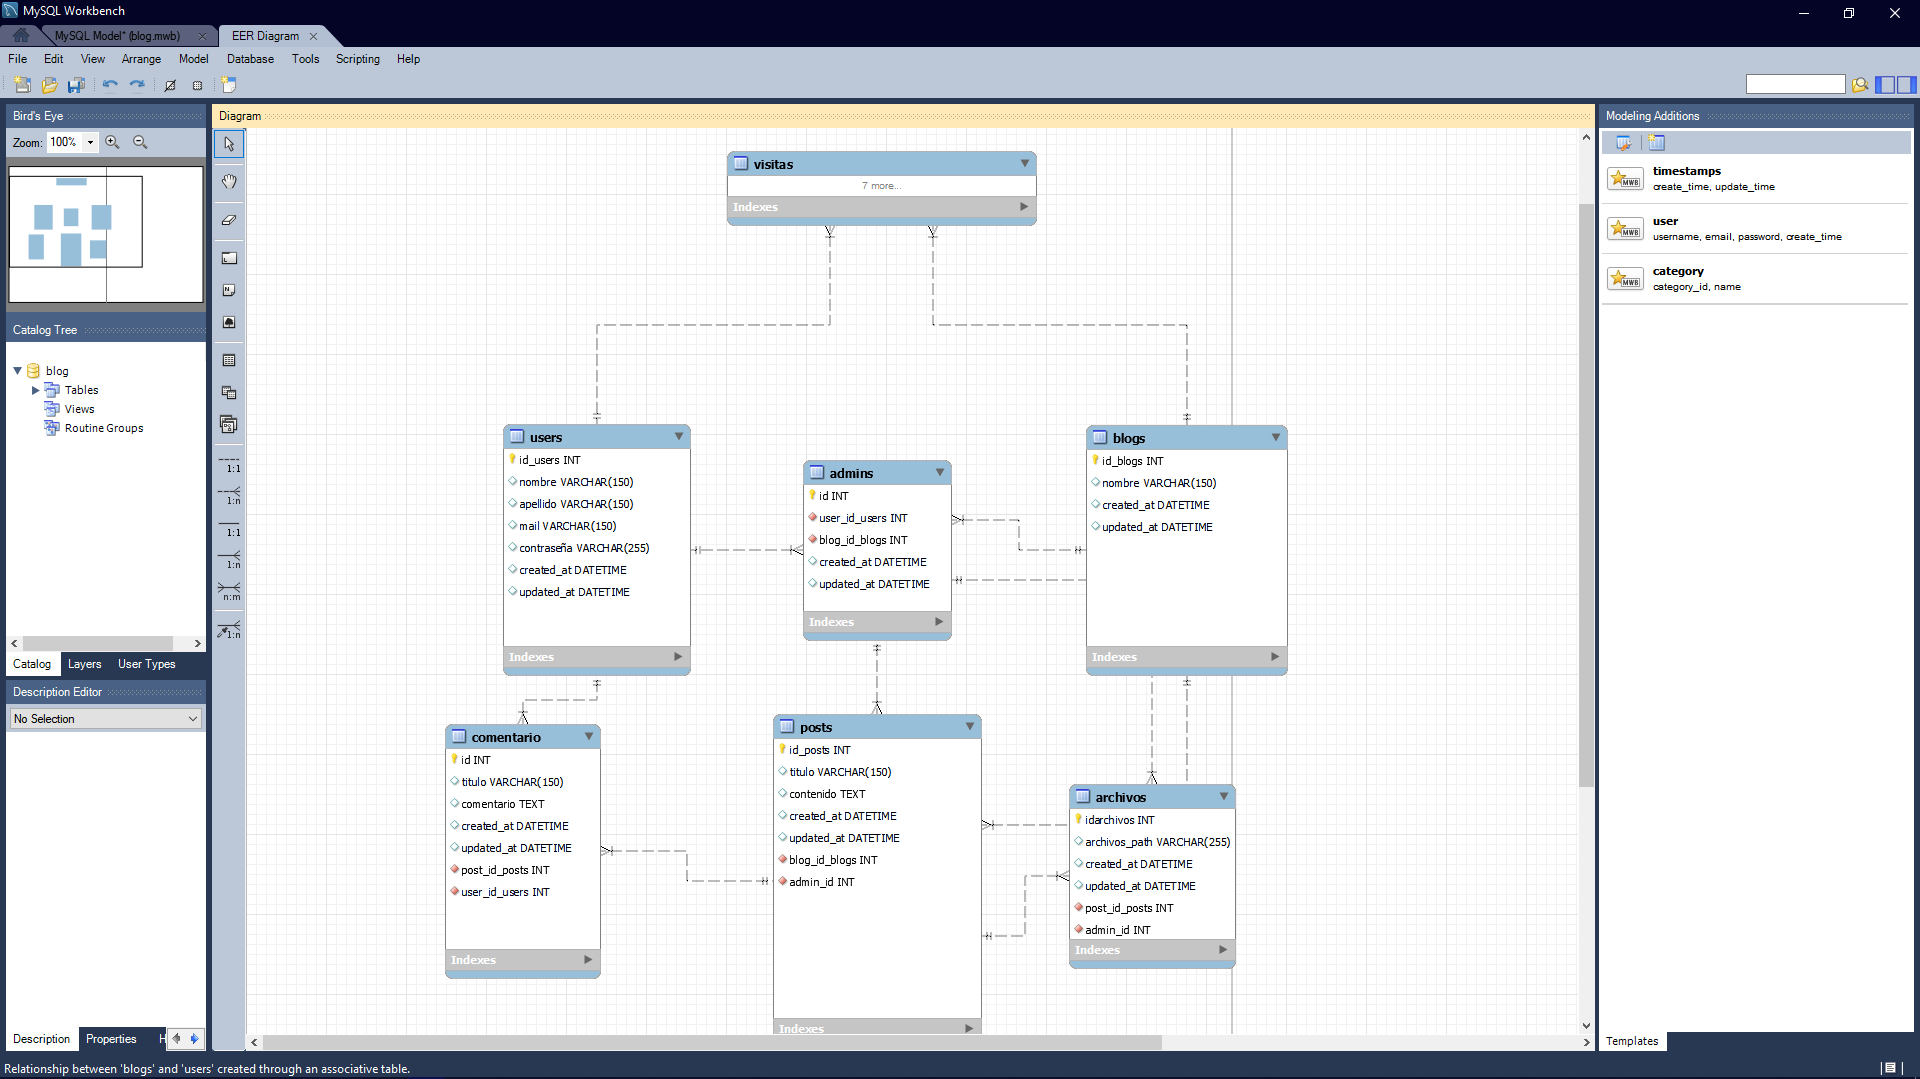 MySQL Workbench
MySQL Model* (blog.mwb)
EER Diagram
File Edit View Arrange Model Database Tools Scripting Help
Bird's Eye
Zoom: 100%
Catalog Tree
blog
Tables
Views
Routine Groups
Catalog Layers User Types
Description Editor
No Selection
Description Properties H
Diagram
1:1
1:n
1:1
1:n
n:m
1:n
visitas
7 more...
Indexes
users
id_users INT
nombre VARCHAR(150)
apellido VARCHAR(150)
mail VARCHAR(150)
contraseña VARCHAR(255)
created_at DATETIME
updated_at DATETIME
Indexes
admins
id INT
user_id_users INT
blog_id_blogs INT
created_at DATETIME
updated_at DATETIME
Indexes
blogs
id_blogs INT
nombre VARCHAR(150)
created_at DATETIME
updated_at DATETIME
Indexes
comentario
id INT
titulo VARCHAR(150)
comentario TEXT
created_at DATETIME
updated_at DATETIME
post_id_posts INT
user_id_users INT
Indexes
posts
id_posts INT
titulo VARCHAR(150)
contenido TEXT
created_at DATETIME
updated_at DATETIME
blog_id_blogs INT
admin_id INT
Indexes
archivos
idarchivos INT
archivos_path VARCHAR(255)
created_at DATETIME
updated_at DATETIME
post_id_posts INT
admin_id INT
Indexes
Modeling Additions
MWB
timestamps
create_time, update_time
MWB
user
username, email, password, create_time
MWB
category
category_id, name
Templates
Relationship between 'blogs' and 'users' created through an associative table.